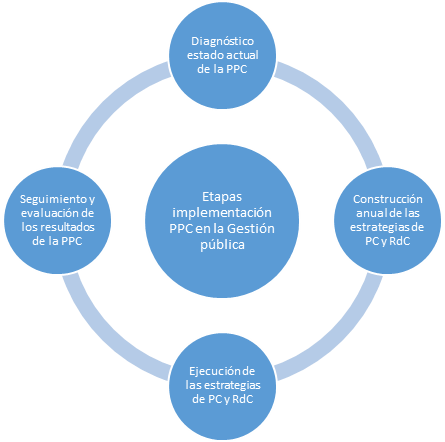 Diagnóstico
estado actual
de la PPC
Etapas
implementación
PPC en la Gestión
pública
Construcción
anual de las
estrategias de
PC y RdC
Ejecución de
las estrategias
de PC y RdC
Seguimiento y
evaluación de
los resultados
de la PPC